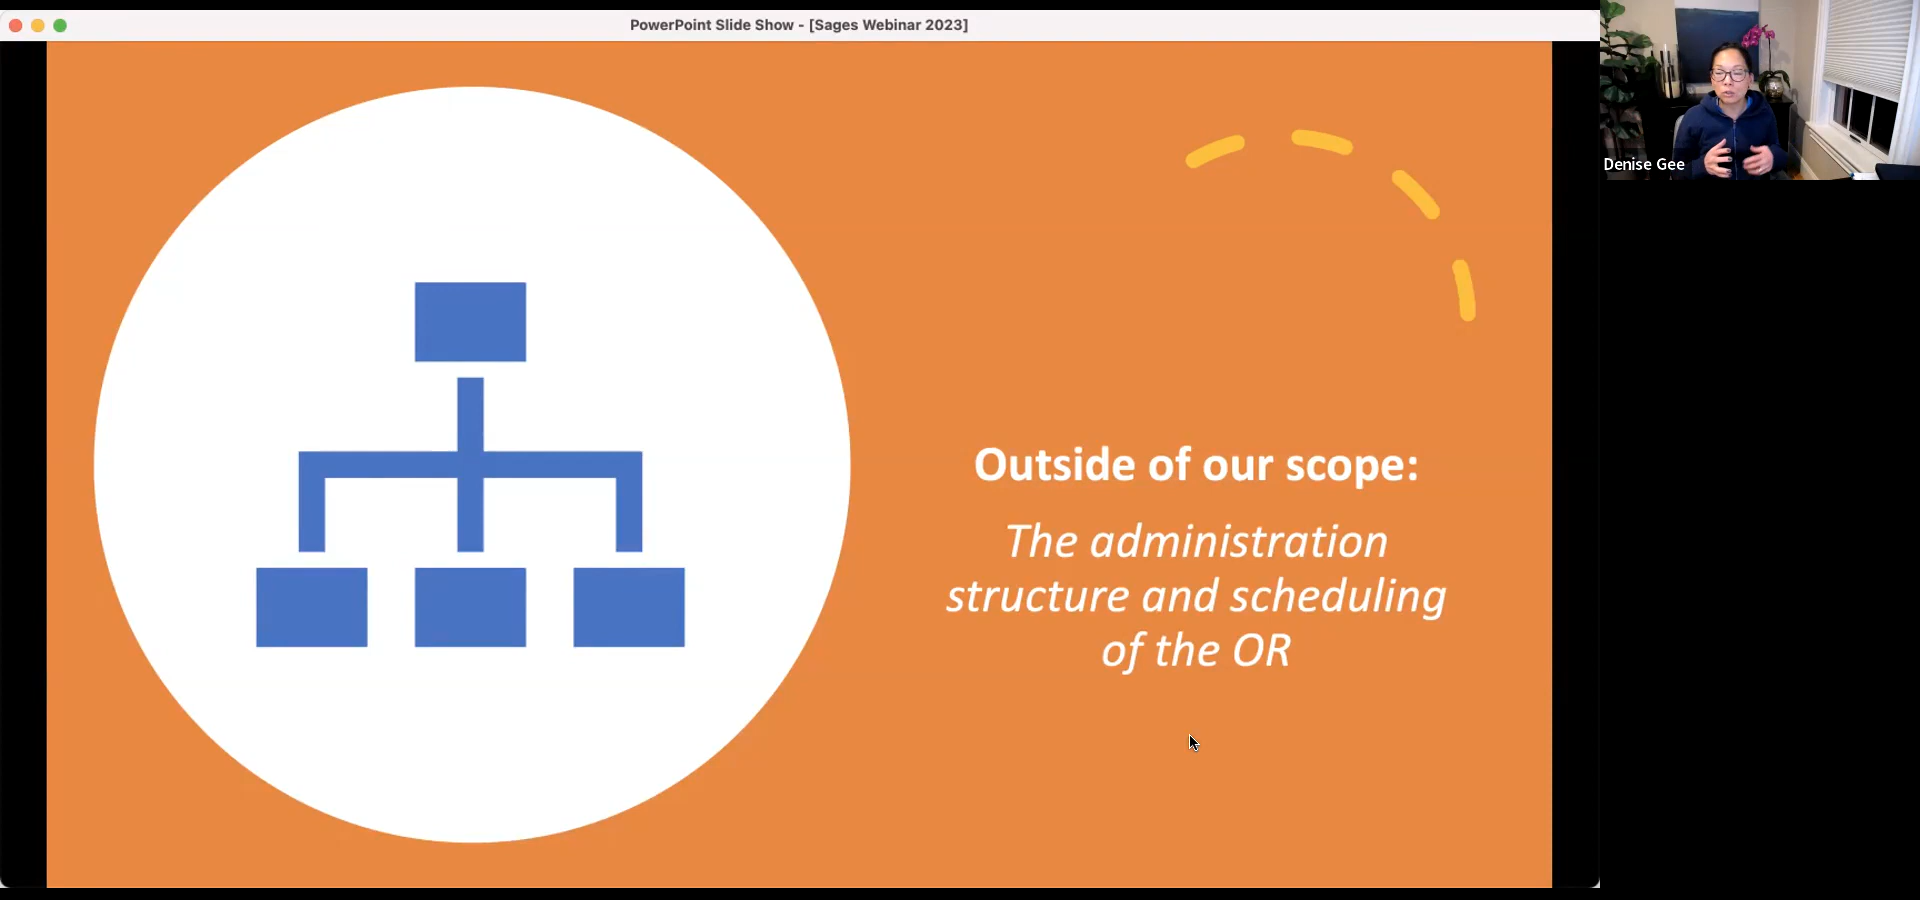 PowerPoint Slide Show - [Sages Webinar 2023]
Denise Gee
Outside of our scope:
The administration
structure and scheduling
of the OR